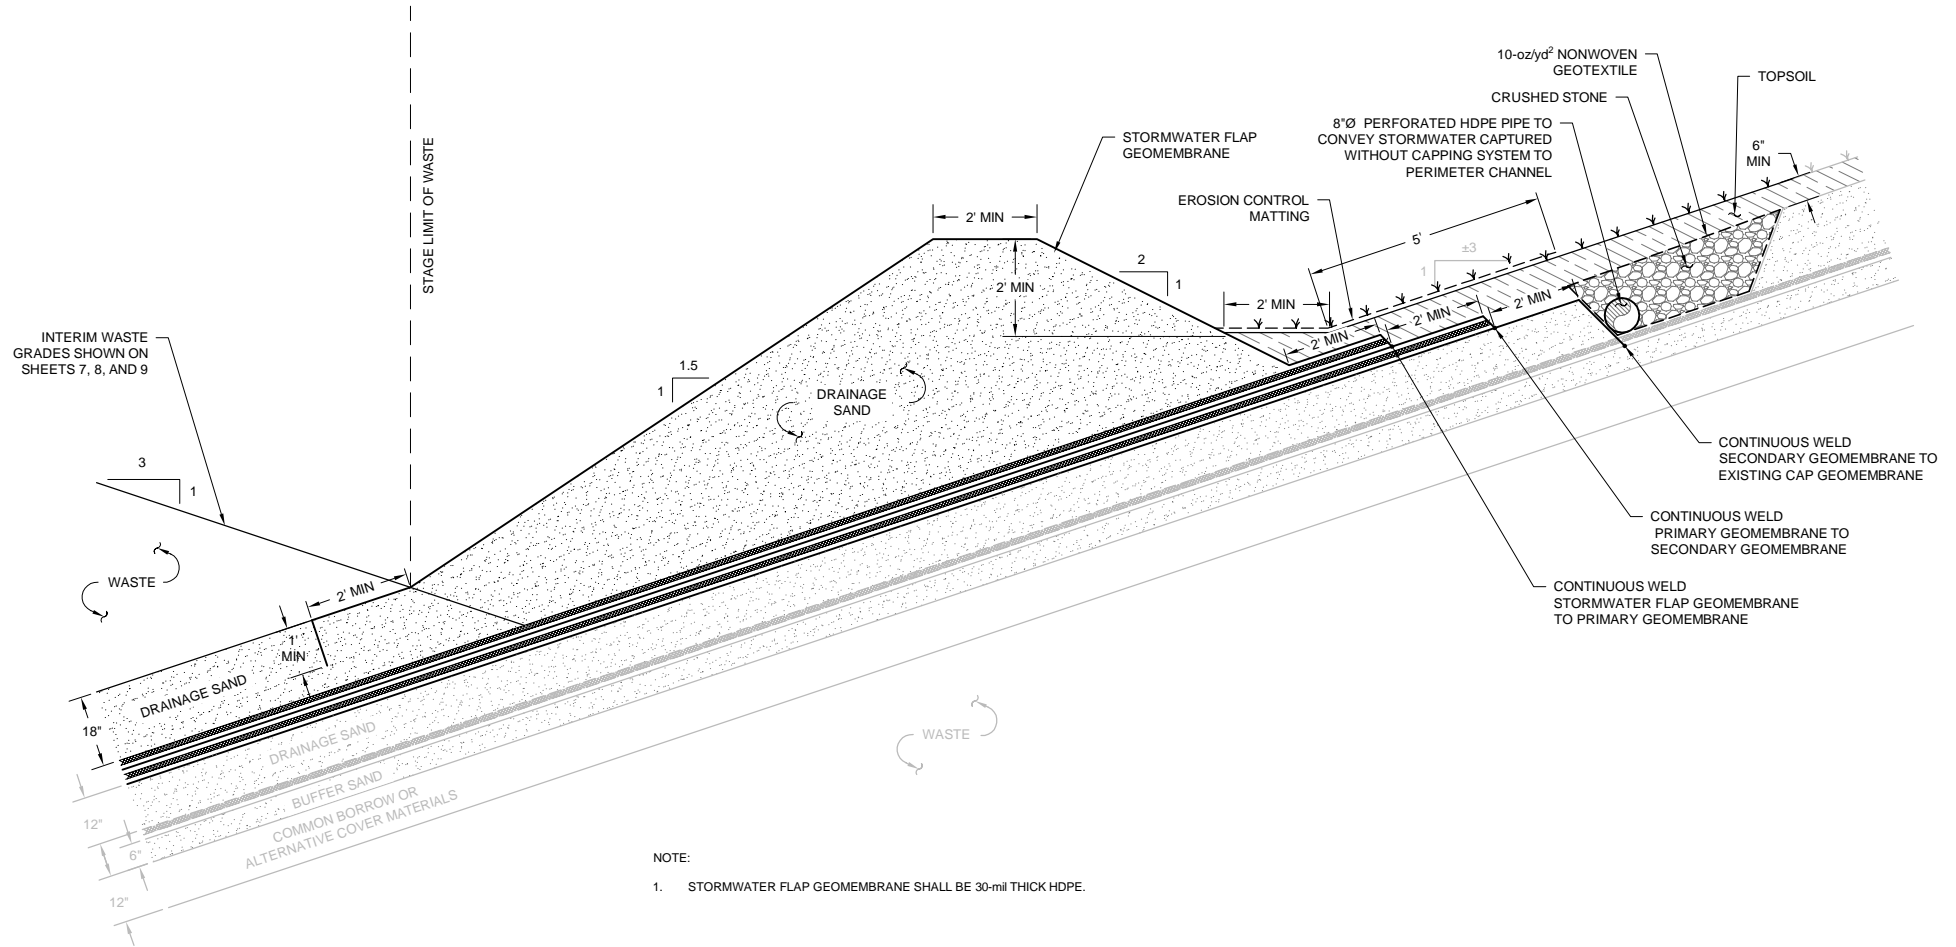 10-oz/yd² NONWOVEN
GEOTEXTILE
TOPSOIL
CRUSHED STONE
8"Ø PERFORATED HDPE PIPE TO
CONVEY STORMWATER CAPTURED
WITHOUT CAPPING SYSTEM TO
PERIMETER CHANNEL
6"
MIN
STORMWATER FLAP
GEOMEMBRANE
STAGE LIMIT OF WASTE
EROSION CONTROL
MATTING
2' MIN
5'
±3
1
2' MIN
2
1
2' MIN
2' MIN
2' MIN
2' MIN
INTERIM WASTE
GRADES SHOWN ON
SHEETS 7, 8, AND 9
1.5
1
DRAINAGE
SAND
3
1
CONTINUOUS WELD
SECONDARY GEOMEMBRANE TO
EXISTING CAP GEOMEMBRANE
CONTINUOUS WELD
PRIMARY GEOMEMBRANE TO
SECONDARY GEOMEMBRANE
CONTINUOUS WELD
STORMWATER FLAP GEOMEMBRANE
TO PRIMARY GEOMEMBRANE
WASTE
2' MIN
1'
MIN
DRAINAGE SAND
18"
DRAINAGE SAND
WASTE
BUFFER SAND
COMMON BORROW OR
ALTERNATIVE COVER MATERIALS
12"
6"
12"
NOTE:
1. STORMWATER FLAP GEOMEMBRANE SHALL BE 30-mil THICK HDPE.